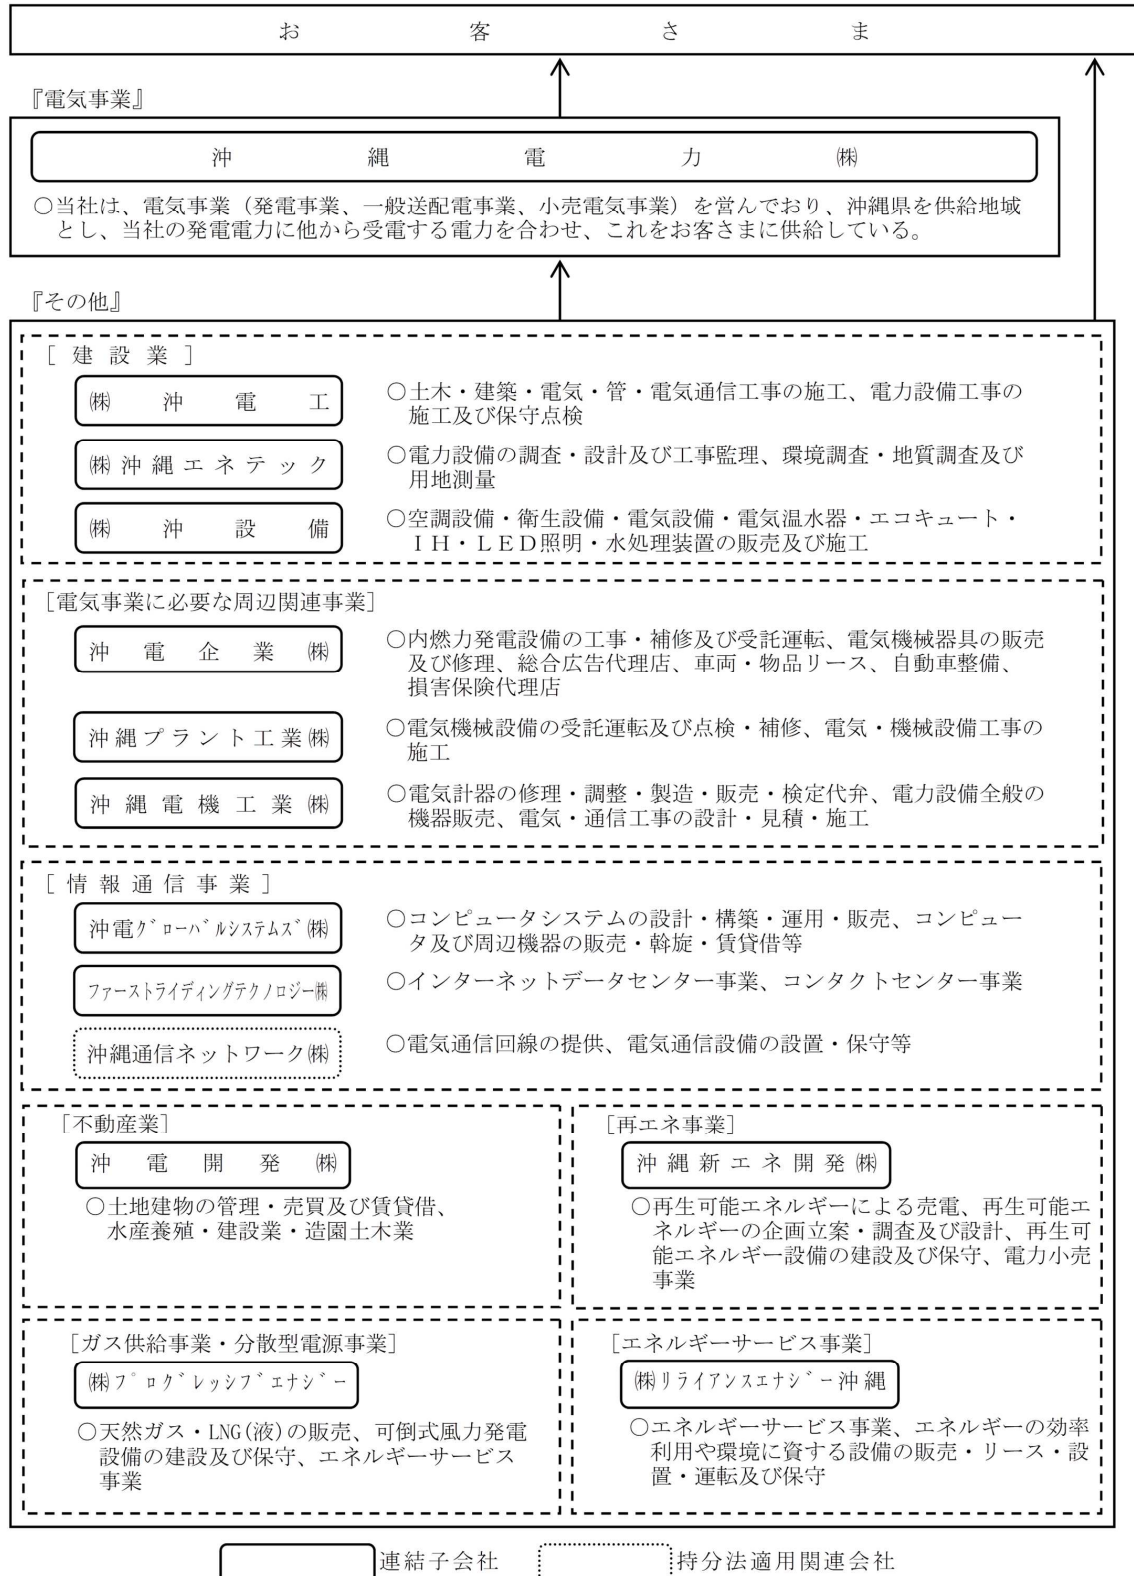 お客さま
『電気事業』
沖縄電力㈱
○当社は、電気事業（発電事業、一般送配電事業、小売電気事業）を営んでおり、沖縄県を供給地域
とし、当社の発電電力に他から受電する電力を合わせ、これをお客さまに供給している。
『その他』
［建設業］
㈱沖電工
○土木・建築・電気・管・電気通信工事の施工、電力設備工事の
施工及び保守点検
㈱沖縄エネテック
○電力設備の調査・設計及び工事監理、環境調査・地質調査及び
用地測量
㈱沖設備
○空調設備・衛生設備・電気設備・電気温水器・エコキュート・
ＩＨ・ＬＥＤ照明・水処理装置の販売及び施工
［電気事業に必要な周辺関連事業］
沖電企業㈱
○内燃力発電設備の工事・補修及び受託運転、電気機械器具の販売
及び修理、総合広告代理店、車両・物品リース、自動車整備、
損害保険代理店
沖縄プラント工業㈱
○電気機械設備の受託運転及び点検・補修、電気・機械設備工事の
施工
沖縄電機工業㈱
○電気計器の修理・調整・製造・販売・検定代弁、電力設備全般の
機器販売、電気・通信工事の設計・見積・施工
［情報通信事業］
沖電ｸﾞﾛｰﾊﾞﾙｼｽﾃﾑｽﾞ㈱
○コンピュータシステムの設計・構築・運用・販売、コンピュー
タ及び周辺機器の販売・斡旋・賃貸借等
ファーストライディングテクノロジー㈱
○インターネットデータセンター事業、コンタクトセンター事業
沖縄通信ネットワーク㈱
○電気通信回線の提供、電気通信設備の設置・保守等
［不動産業］
沖電開発㈱
○土地建物の管理・売買及び賃貸借、
水産養殖・建設業・造園土木業
［再エネ事業］
沖縄新エネ開発㈱
○再生可能エネルギーによる売電、再生可能エ
ネルギーの企画立案・調査及び設計、再生可
能エネルギー設備の建設及び保守、電力小売
事業
［ガス供給事業・分散型電源事業］
㈱ﾌﾟﾛｸﾞﾚｯｼﾌﾞｴﾅｼﾞｰ
○天然ガス・LNG(液)の販売、可倒式風力発電
設備の建設及び保守、エネルギーサービス
事業
［エネルギーサービス事業］
㈱リライアンスエナジー沖縄
○エネルギーサービス事業、エネルギーの効率
利用や環境に資する設備の販売・リース・設
置・運転及び保守
連結子会社
持分法適用関連会社